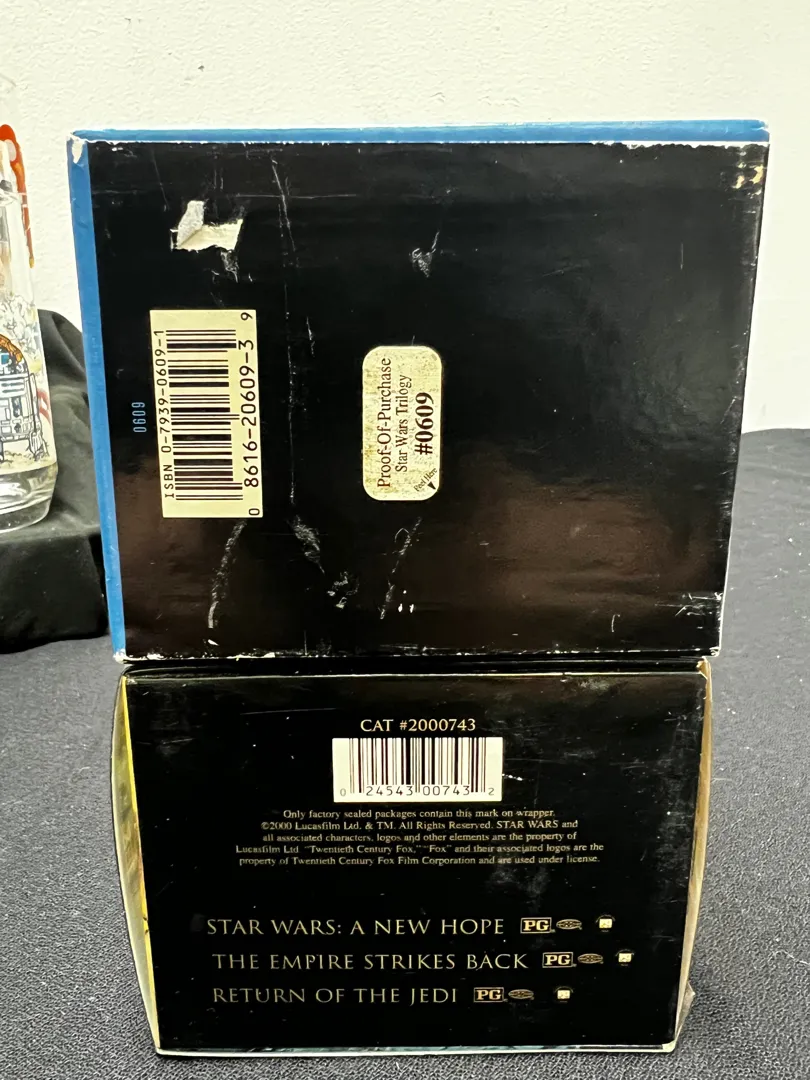 0609
ISBN 0-7939-0609-1
0 8616-20609-3 9
Proof-Of-Purchase
Star Wars Trilogy
#0609
Peel Here
CAT #2000743
0 24543 00743 2
Only factory sealed packages contain this mark on wrapper.
©2000 Lucasfilm Ltd. & TM. All Rights Reserved. STAR WARS and
all associated characters, logos and other elements are the property of
Lucasfilm Ltd. "Twentieth Century Fox," "Fox" and their associated logos are the
property of Twentieth Century Fox Film Corporation and are used under license.
STAR WARS: A NEW HOPE PG
THE EMPIRE STRIKES BACK PG
RETURN OF THE JEDI PG